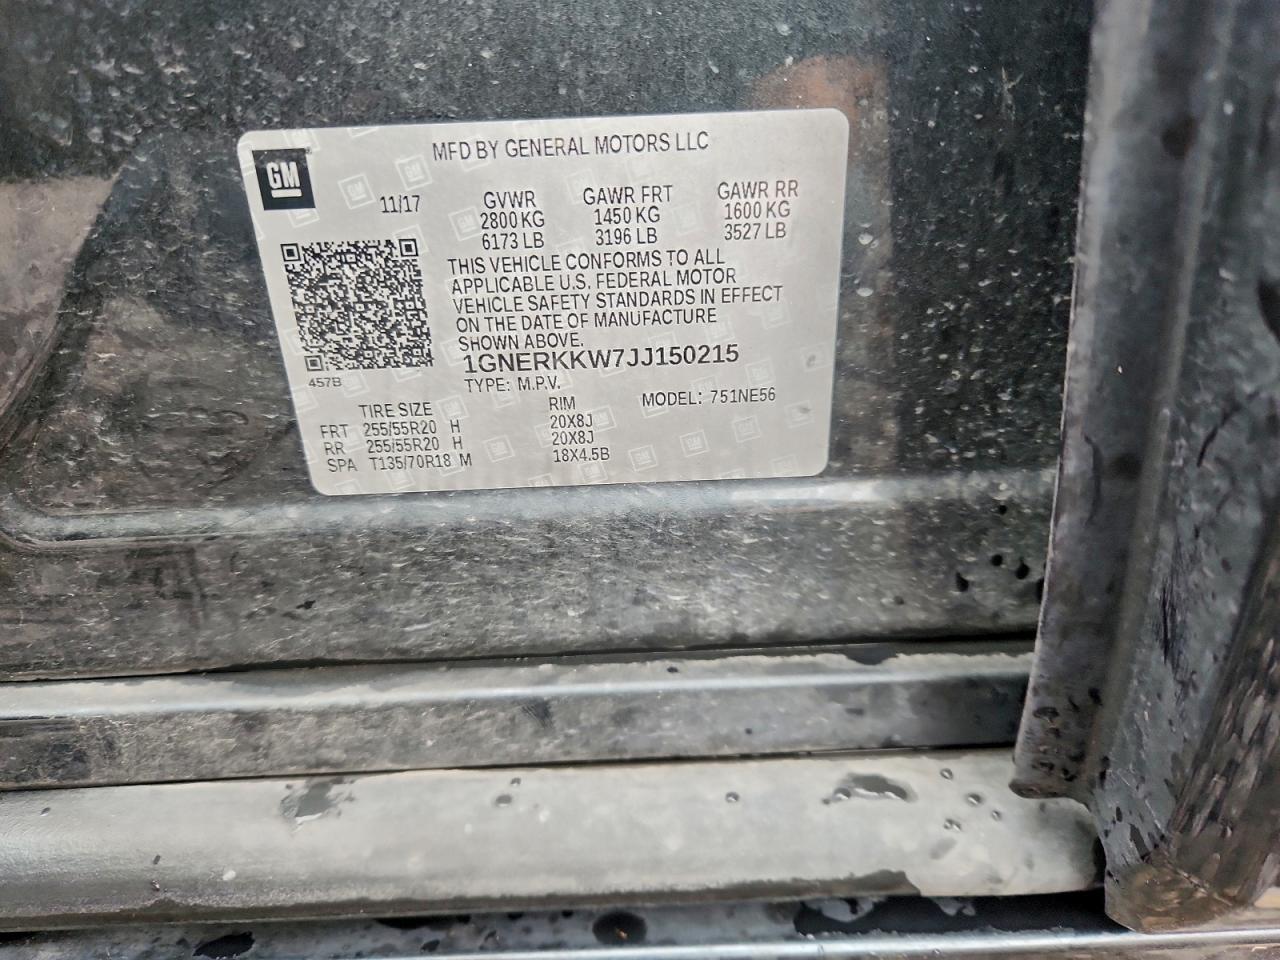 GM
MFD BY GENERAL MOTORS LLC
11/17
GVWR GAWR FRT GAWR RR
2800 KG 1450 KG 1600 KG
6173 LB 3196 LB 3527 LB
THIS VEHICLE CONFORMS TO ALL
APPLICABLE U.S. FEDERAL MOTOR
VEHICLE SAFETY STANDARDS IN EFFECT
ON THE DATE OF MANUFACTURE
SHOWN ABOVE.
1GNERKKW7JJ150215
457B
TYPE: M.P.V. MODEL: 751NE56
TIRE SIZE RIM
FRT 255/55R20 H 20X8J
RR 255/55R20 H 20X8J
SPA T135/70R18 M 18X4.5B